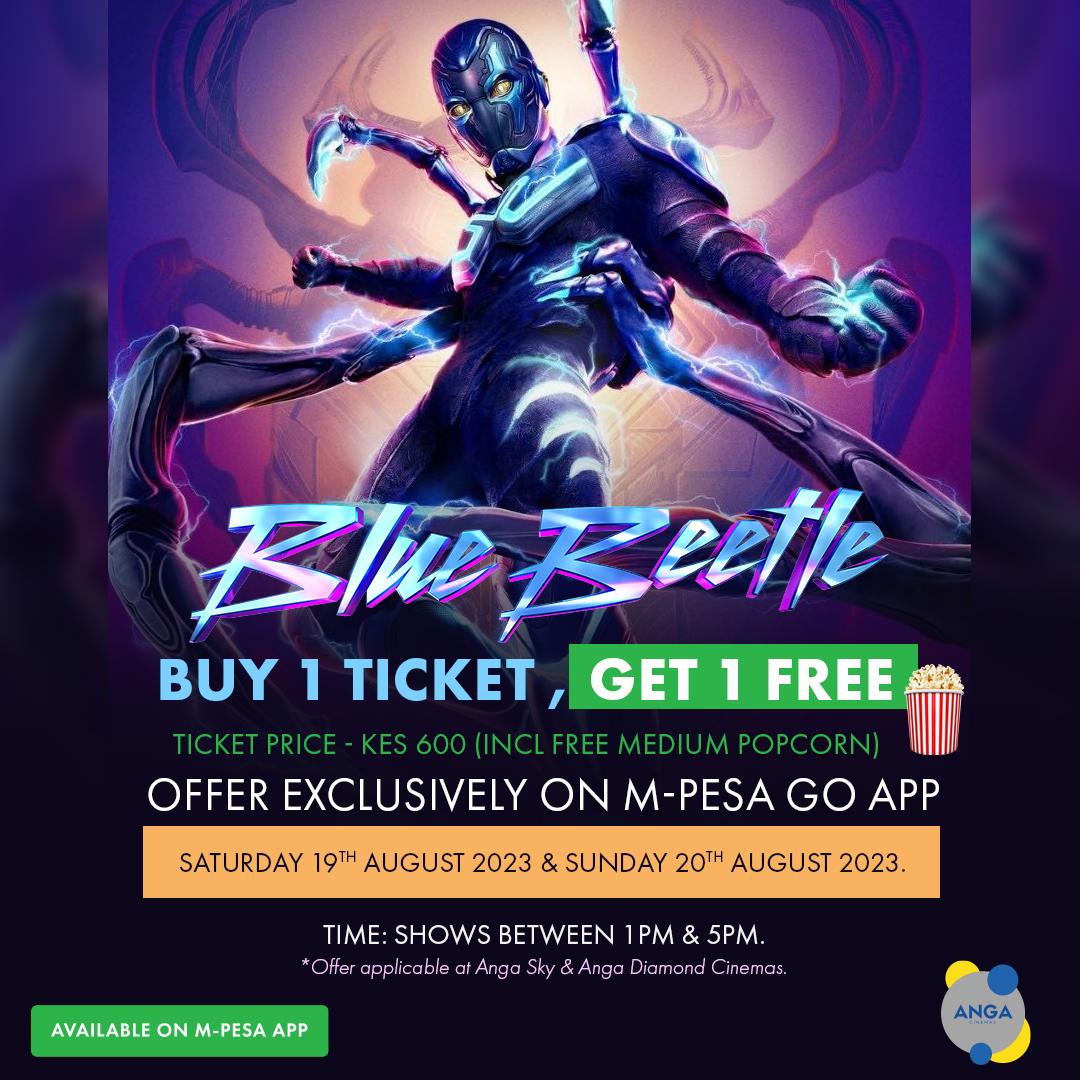 Blue Beetle
BUY 1 TICKET , GET 1 FREE
TICKET PRICE - KES 600 (INCL FREE MEDIUM POPCORN)
OFFER EXCLUSIVELY ON M-PESA GO APP
SATURDAY 19TH AUGUST 2023 & SUNDAY 20TH AUGUST 2023.
TIME: SHOWS BETWEEN 1PM & 5PM.
*Offer applicable at Anga Sky & Anga Diamond Cinemas.
AVAILABLE ON M-PESA APP
ANGA
CINEMAS